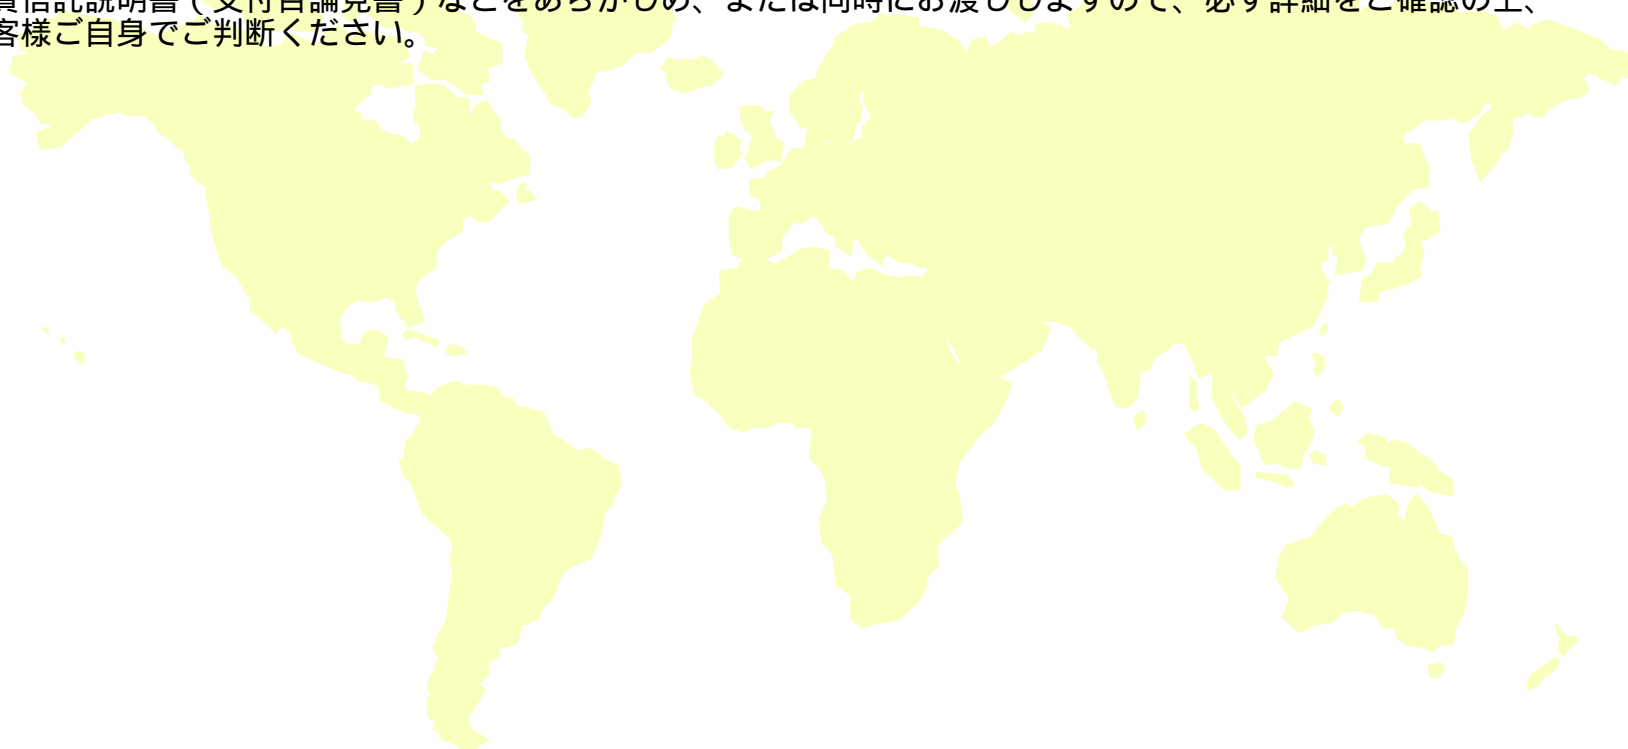 資信託説明書(交付目論見書)などをあらかじめ、または同時にお渡ししますので、必ず詳細をご確認の上、
客様ご自身でご判断ください。